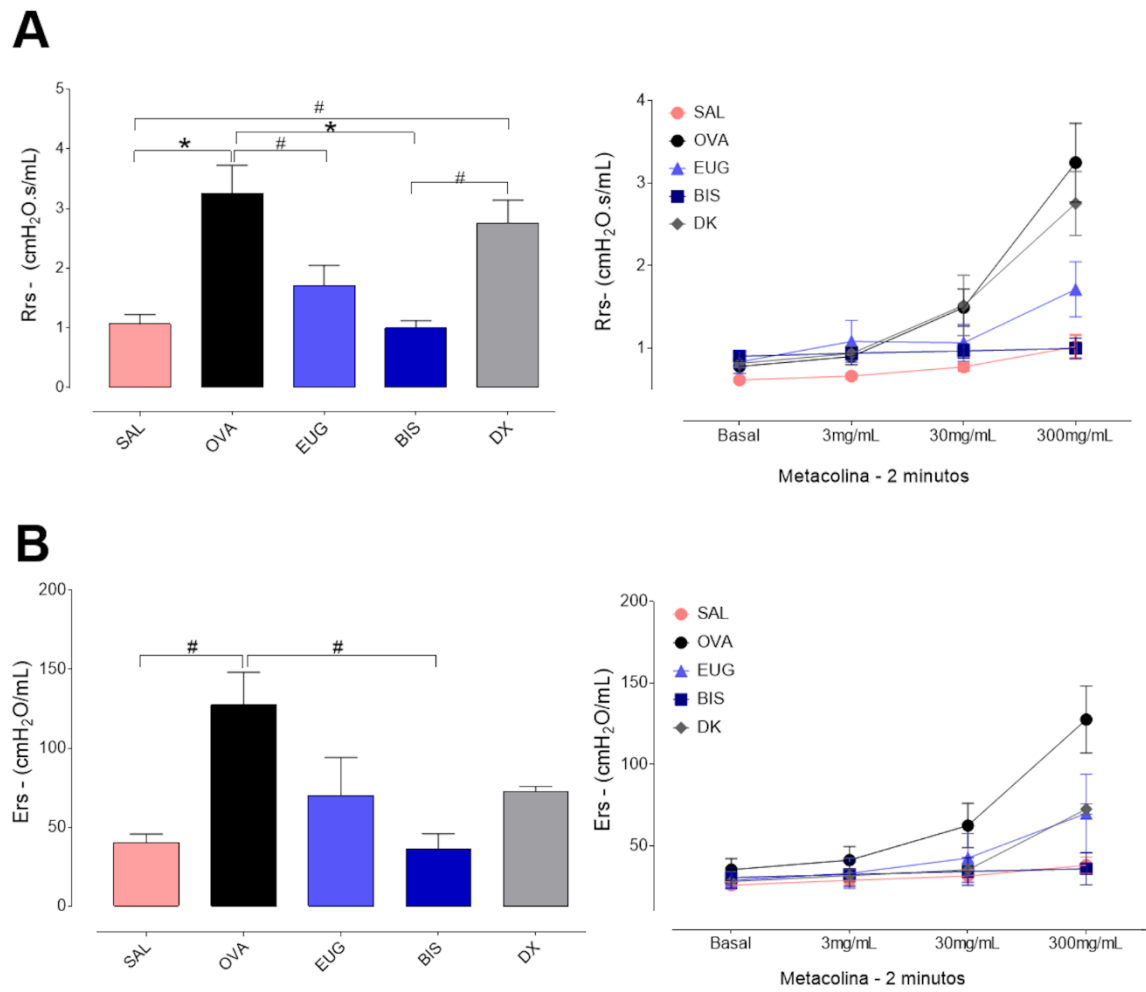 A
5
4
3
2
1
0
Rrs - (cmH₂O.s/mL)
#
*
*
#
#
SAL
OVA
EUG
BIS
DX
4
3
2
1
Rrs- (cmH₂O.s/mL)
SAL
OVA
EUG
BIS
DK
Basal
3mg/mL
30mg/mL
300mg/mL
Metacolina - 2 minutos
B
200
150
100
50
0
Ers - (cmH₂O/mL)
#
#
SAL
OVA
EUG
BIS
DX
200
150
100
50
Ers - (cmH₂O/mL)
SAL
OVA
EUG
BIS
DK
Basal
3mg/mL
30mg/mL
300mg/mL
Metacolina - 2 minutos